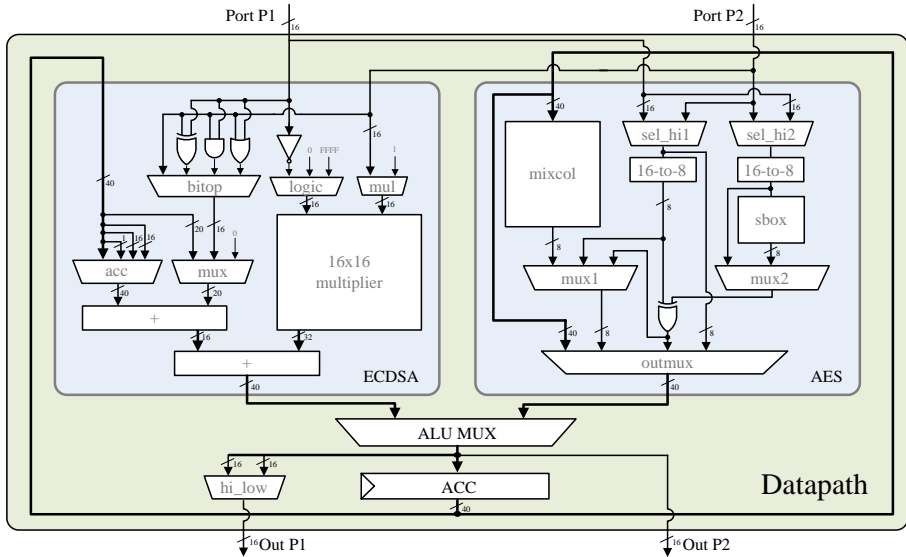 Port P1
16
Port P2
16
40
0 FFFF
16
1
40
16
16
sel_hi1
sel_hi2
bitop
logic
mul
16
16
mixcol
16-to-8
16-to-8
40
8
sbox
20
16
0
1
16
16
acc
mux
16x16
multiplier
8
8
mux1
mux2
40
20
+
16
32
40
8
8
+
ECDSA
outmux
AES
40
40
ALU MUX
16
16
hi_low
ACC
Datapath
40
16
Out P1
16
Out P2